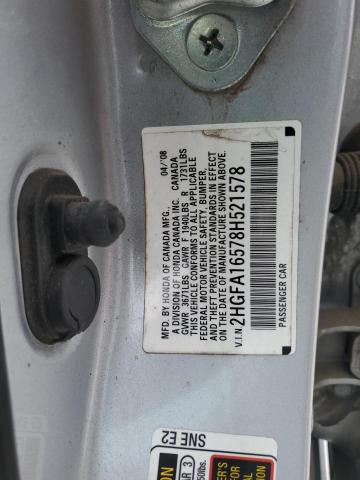 MFD. BY HONDA OF CANADA MFG. 04/'08
A DIVISION OF HONDA CANADA INC. CANADA
GVWR 3671LBS GAWR F 1940LBS R 1731LBS
THIS VEHICLE CONFORMS TO ALL APPLICABLE
FEDERAL MOTOR VEHICLE SAFETY, BUMPER,
AND THEFT PREVENTION STANDARDS IN EFFECT
ON THE DATE OF MANUFACTURE SHOWN ABOVE.
V.I.N. 2HGFA16578H521578
PASSENGER CAR
SNE E2